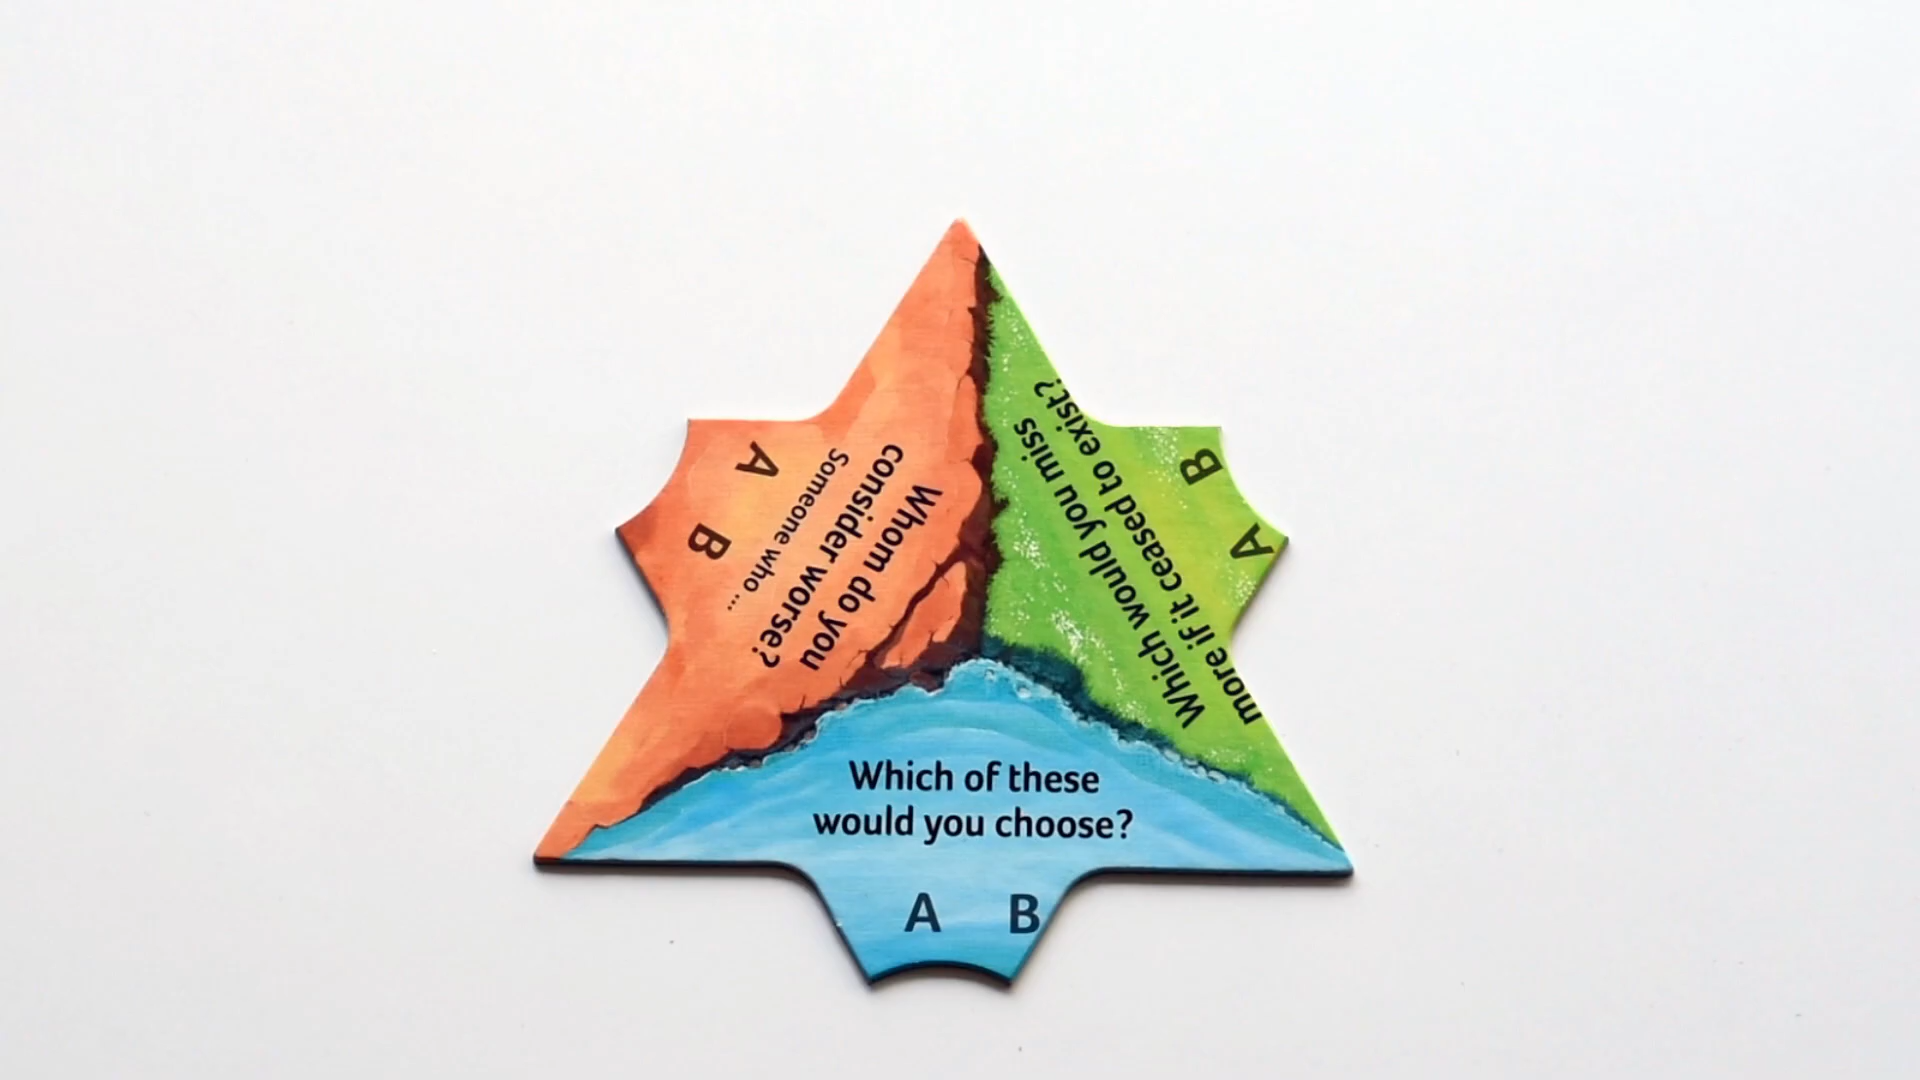 Whom do you
consider worse?
Someone who ...
A B
Which would you miss
more if it ceased to exist?
A B
Which of these
would you choose?
A B